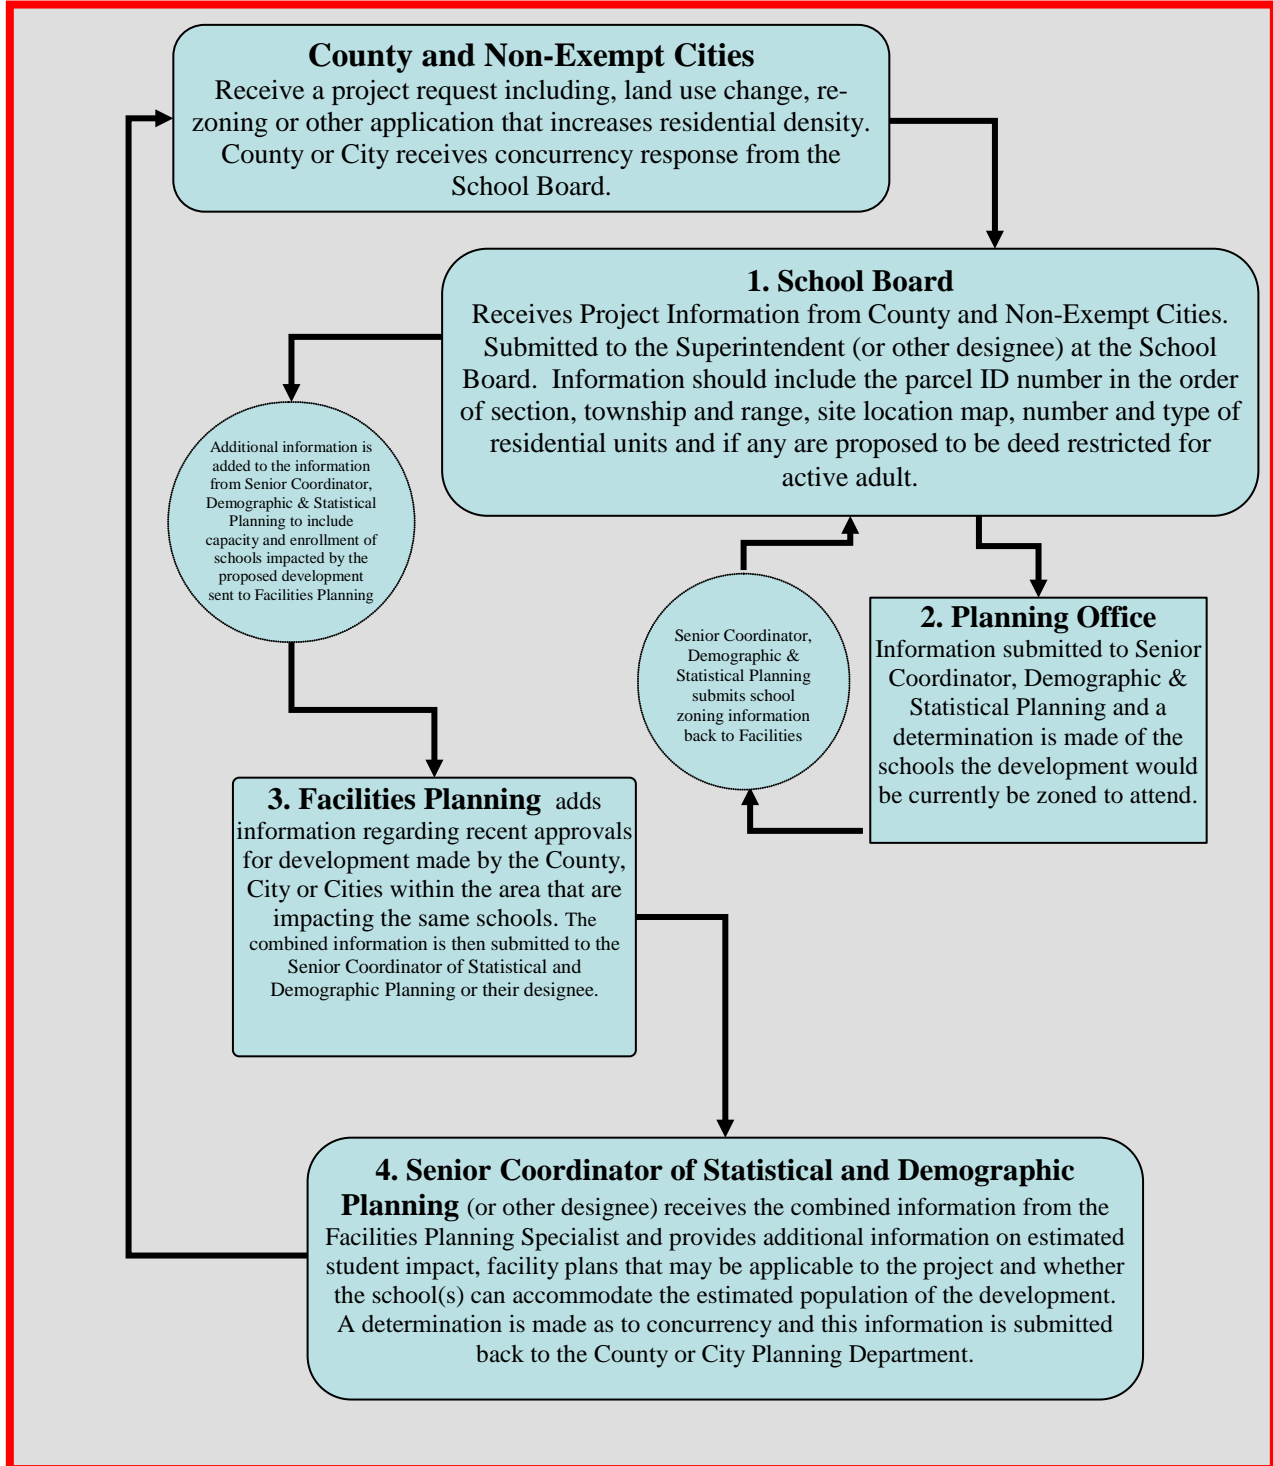 County and Non-Exempt Cities
Receive a project request including, land use change, re-
zoning or other application that increases residential density.
County or City receives concurrency response from the
School Board.
1. School Board
Receives Project Information from County and Non-Exempt Cities.
Submitted to the Superintendent (or other designee) at the School
Board. Information should include the parcel ID number in the order
of section, township and range, site location map, number and type of
residential units and if any are proposed to be deed restricted for
active adult.
Additional information is
added to the information
from Senior Coordinator,
Demographic & Statistical
Planning to include
capacity and enrollment of
schools impacted by the
proposed development
sent to Facilities Planning
Senior Coordinator,
Demographic &
Statistical Planning
submits school
zoning information
back to Facilities
2. Planning Office
Information submitted to Senior
Coordinator, Demographic &
Statistical Planning and a
determination is made of the
schools the development would
be currently be zoned to attend.
3. Facilities Planning adds
information regarding recent approvals
for development made by the County,
City or Cities within the area that are
impacting the same schools. The
combined information is then submitted to the
Senior Coordinator of Statistical and
Demographic Planning or their designee.
4. Senior Coordinator of Statistical and Demographic
Planning (or other designee) receives the combined information from the
Facilities Planning Specialist and provides additional information on estimated
student impact, facility plans that may be applicable to the project and whether
the school(s) can accommodate the estimated population of the development.
A determination is made as to concurrency and this information is submitted
back to the County or City Planning Department.